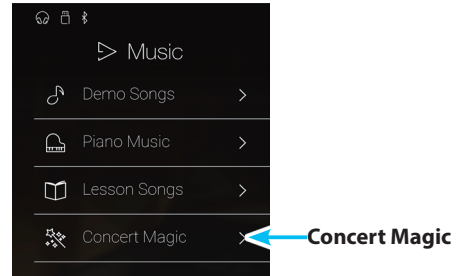 Music
Demo Songs
Piano Music
Lesson Songs
Concert Magic
Concert Magic